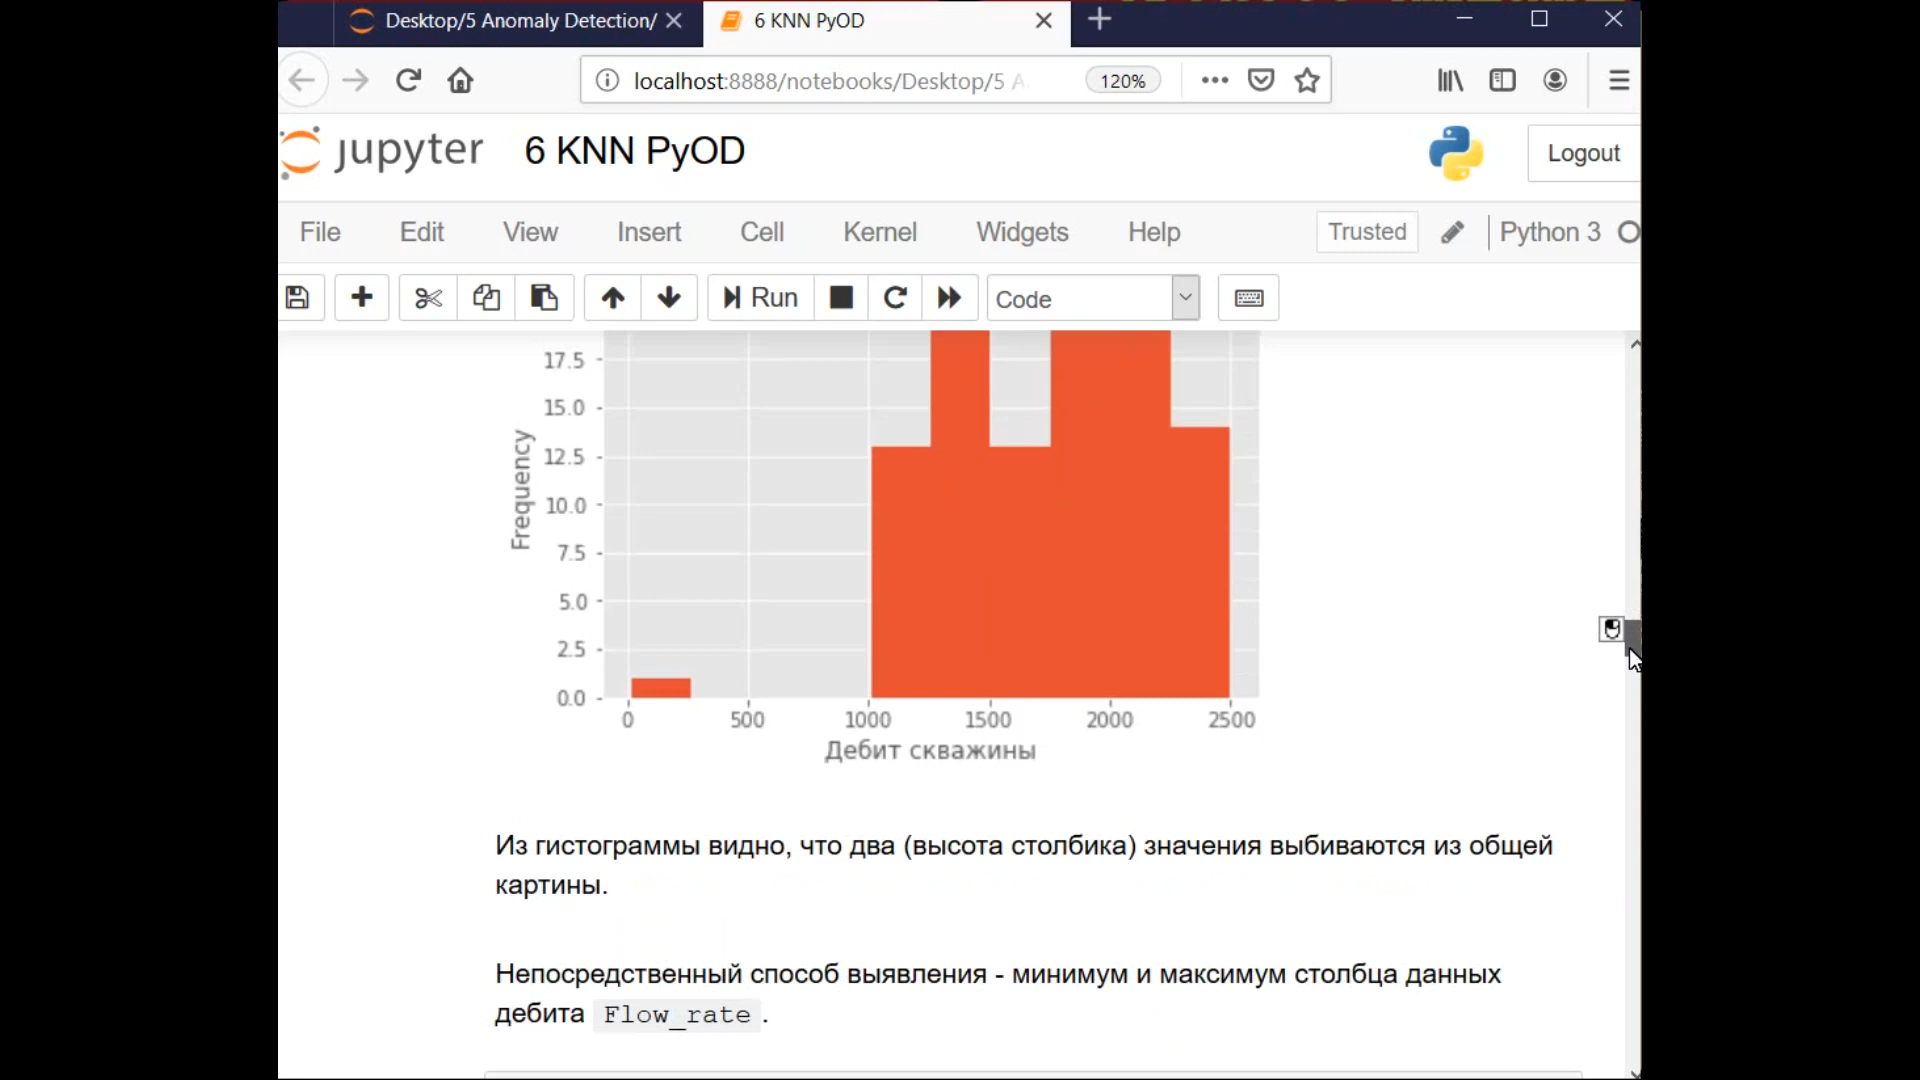 Desktop/5 Anomaly Detection/
6 KNN PyOD
localhost:8888/notebooks/Desktop/5 A
120%
jupyter
6 KNN PyOD
Logout
File
Edit
View
Insert
Cell
Kernel
Widgets
Help
Trusted
Python 3
Run
Code
17.5
15.0
12.5
10.0
7.5
5.0
2.5
0.0
Frequency
0
500
1000
1500
2000
2500
Дебит скважины
Из гистограммы видно, что два (высота столбика) значения выбиваются из общей
картины.
Непосредственный способ выявления - минимум и максимум столбца данных
дебита Flow_rate .